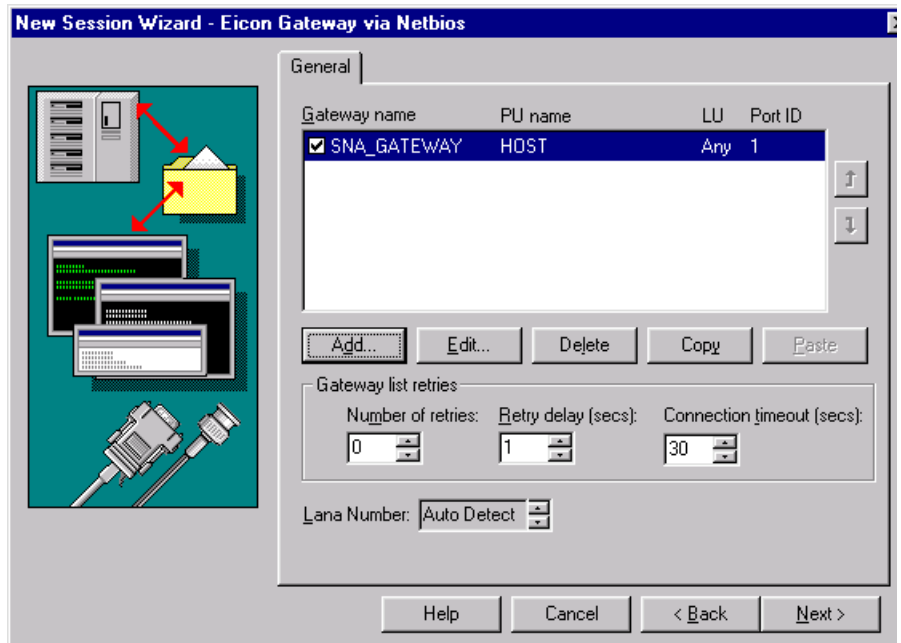 New Session Wizard - Eicon Gateway via Netbios
General
Gateway name PU name LU Port ID
SNA_GATEWAY HOST Any 1
Add... Edit... Delete Copy Paste
Gateway list retries
Number of retries: Retry delay (secs): Connection timeout (secs):
0 1 30
Lana Number: Auto Detect
Help Cancel < Back Next >